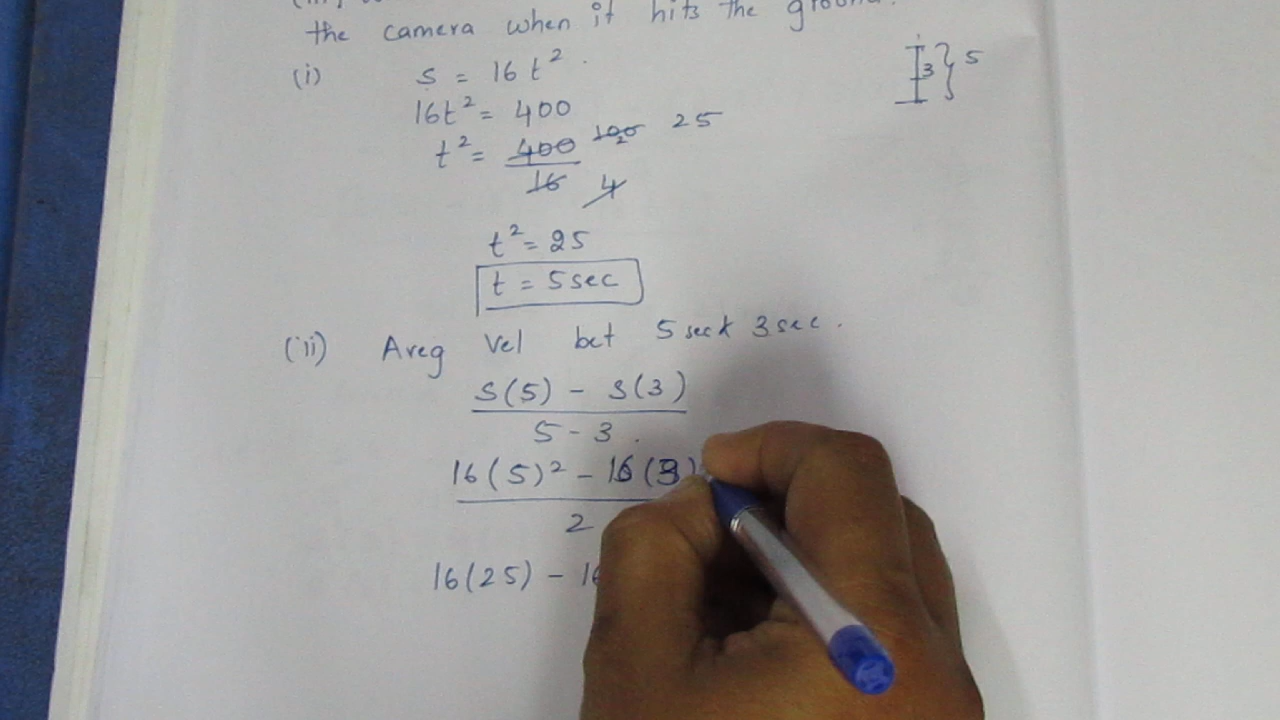 the camera when it hits the ground.
(i) S = 16t²
16t² = 400
t² = 400/16 100 25 4
3 } 5
t² = 25
t = 5 sec
(ii) Averg Vel bet 5 sec & 3 sec.
S(5) - S(3)
5 - 3
16(5)² - 16(3)
2
16(25) - 16